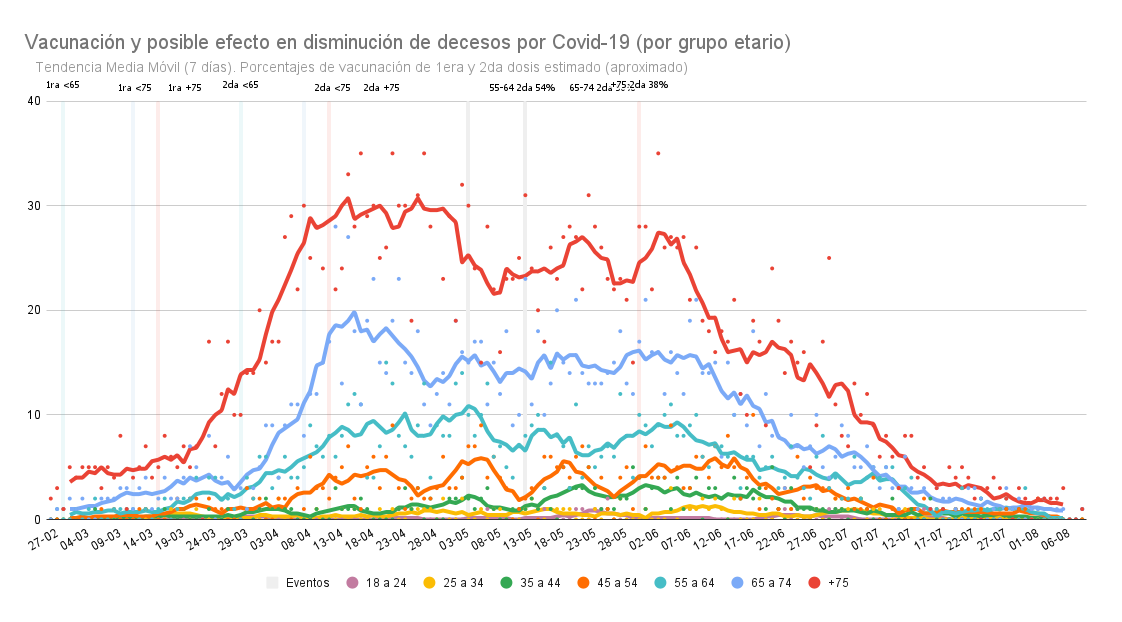 Vacunación y posible efecto en disminución de decesos por Covid-19 (por grupo etario)
Tendencia Media Móvil (7 días). Porcentajes de vacunación de 1era y 2da dosis estimado (aproximado)
1ra <65
1ra <75
1ra +75
2da <65
2da <75
2da +75
55-64 2da 54%
65-74 2da
+75 2da 38%
40
30
20
10
0
27-02
04-03
09-03
14-03
19-03
24-03
29-03
03-04
08-04
13-04
18-04
23-04
28-04
03-05
08-05
13-05
18-05
23-05
28-05
02-06
07-06
12-06
17-06
22-06
27-06
02-07
07-07
12-07
17-07
22-07
27-07
01-08
06-08
Eventos
18 a 24
25 a 34
35 a 44
45 a 54
55 a 64
65 a 74
+75